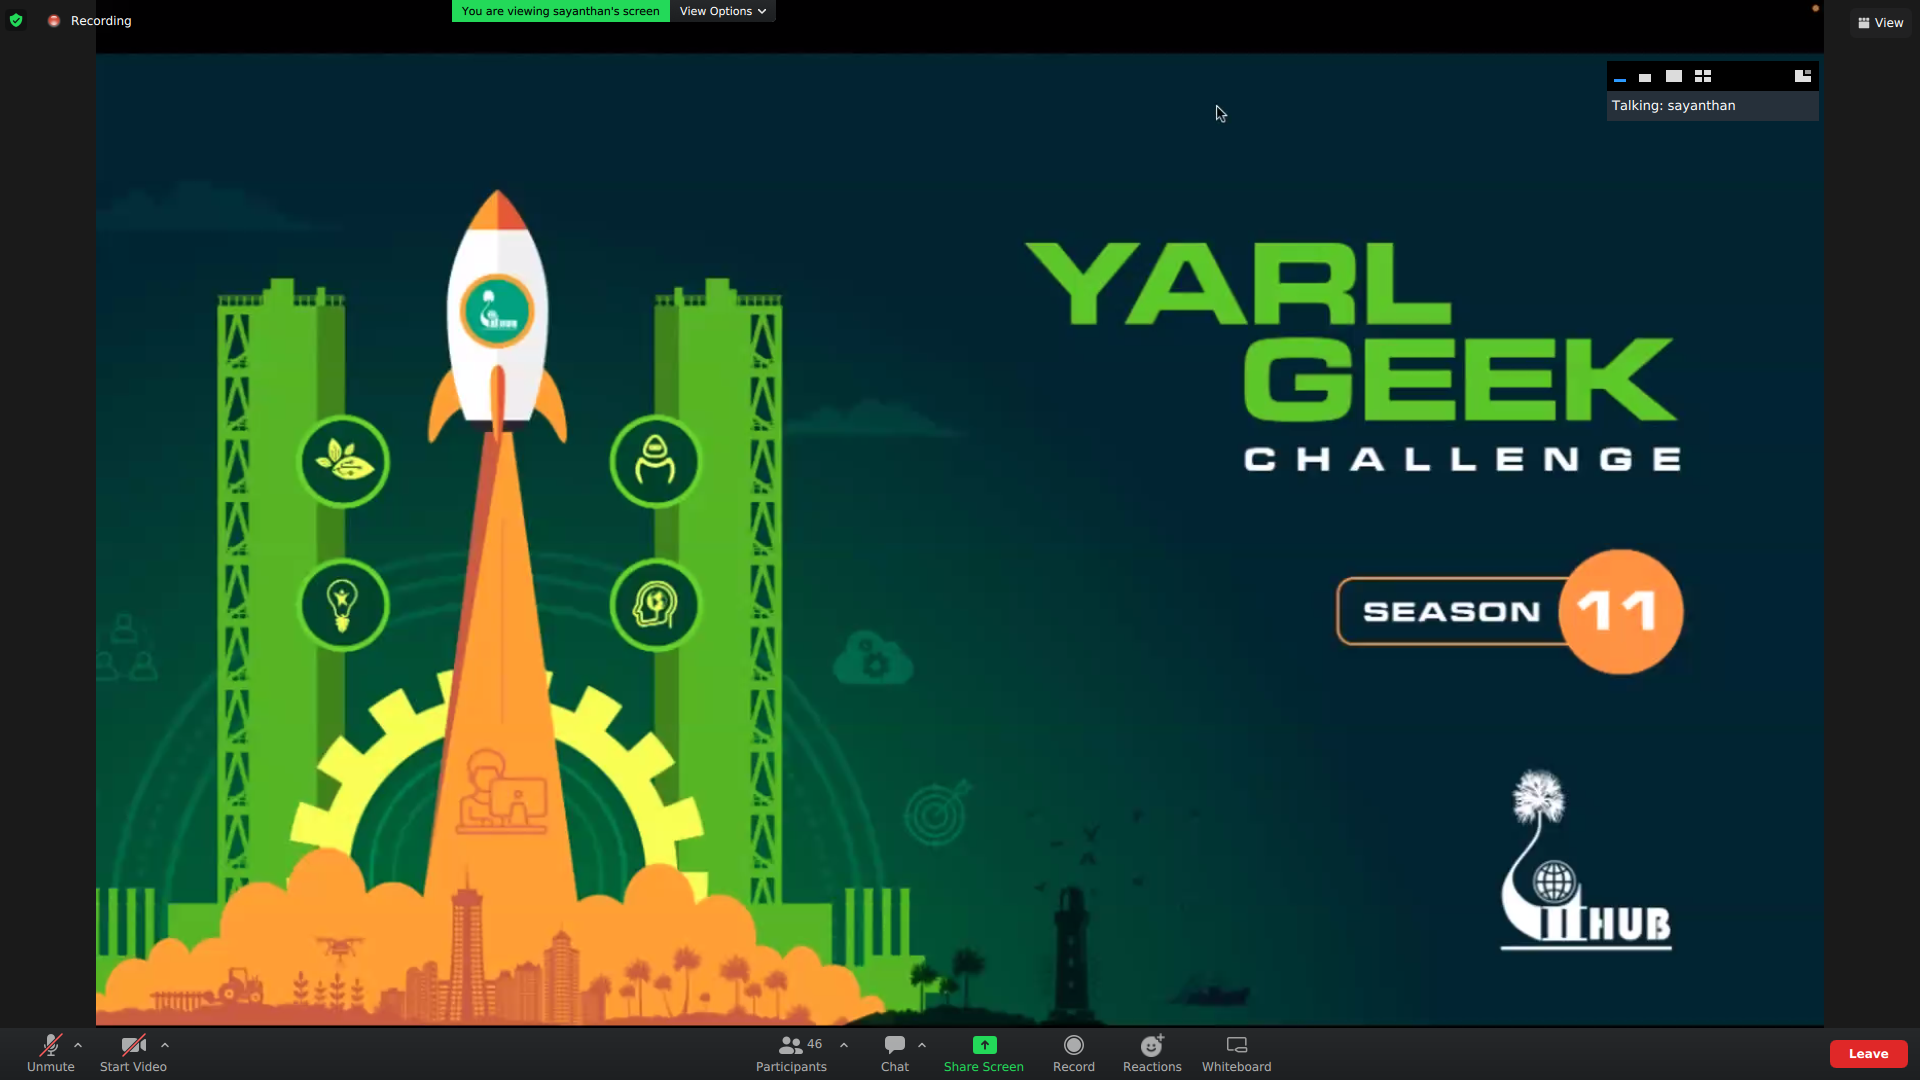 Recording
You are viewing sayanthan's screen
View Options
View
Talking: sayanthan
YARL
GEEK
CHALLENGE
SEASON 11
HUB
Unmute
Start Video
46
Participants
Chat
Share Screen
Record
Reactions
Whiteboard
Leave